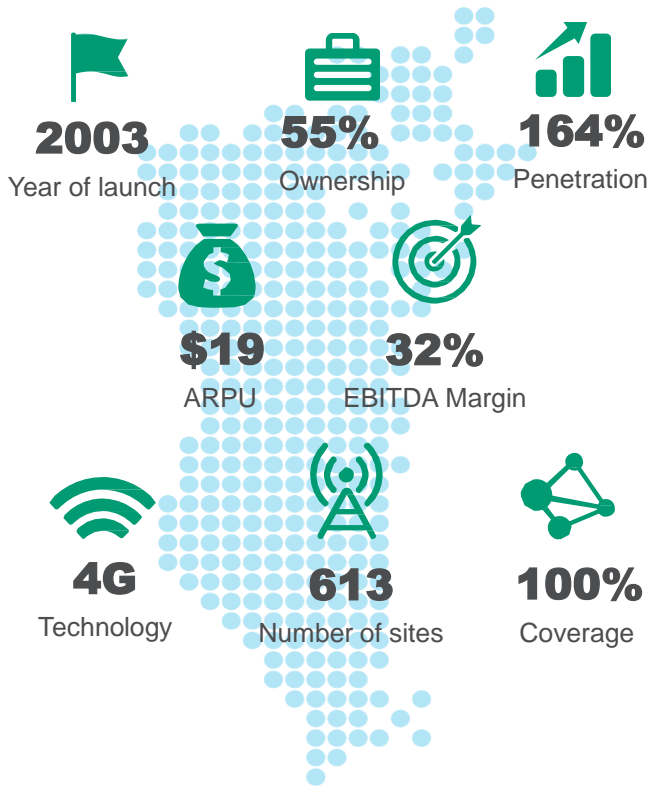 2003
55%
164%
Year of launch
Ownership
Penetration
$
$19
32%
ARPU
EBITDA Margin
4G
613
100%
Technology
Number of sites
Coverage